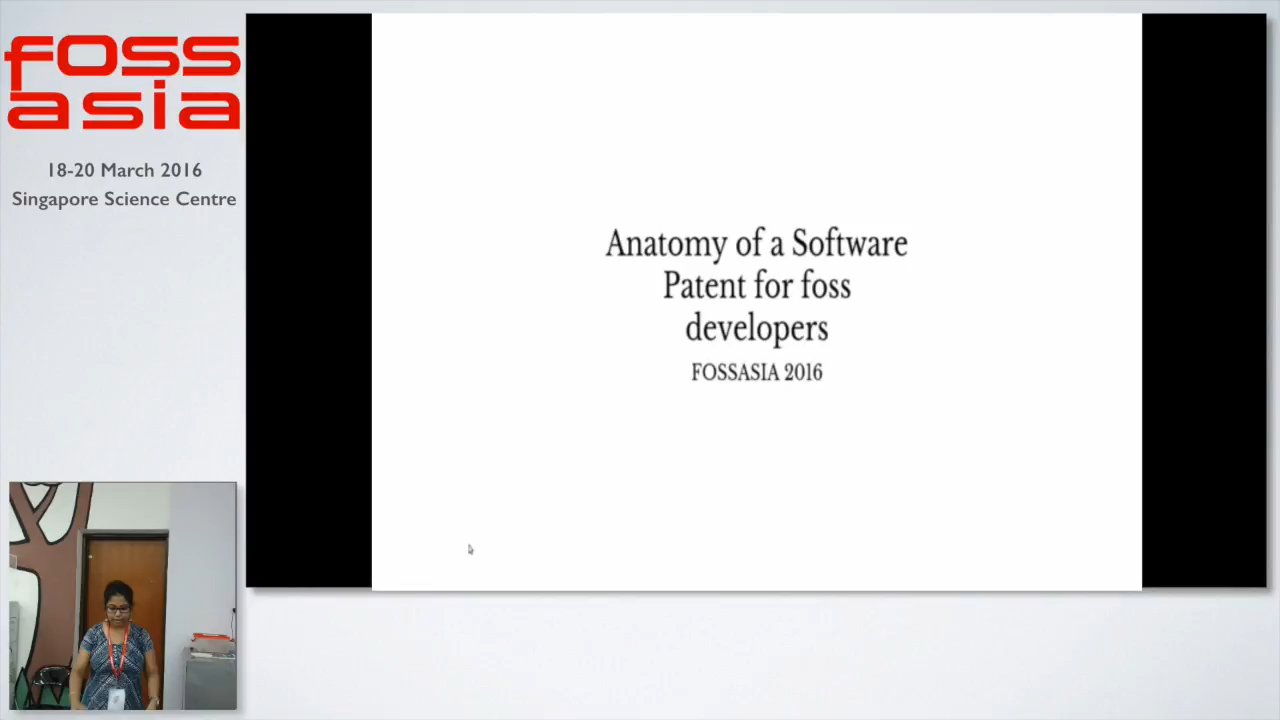 foss
asia
18-20 March 2016
Singapore Science Centre
Anatomy of a Software
Patent for foss
developers
FOSSASIA 2016